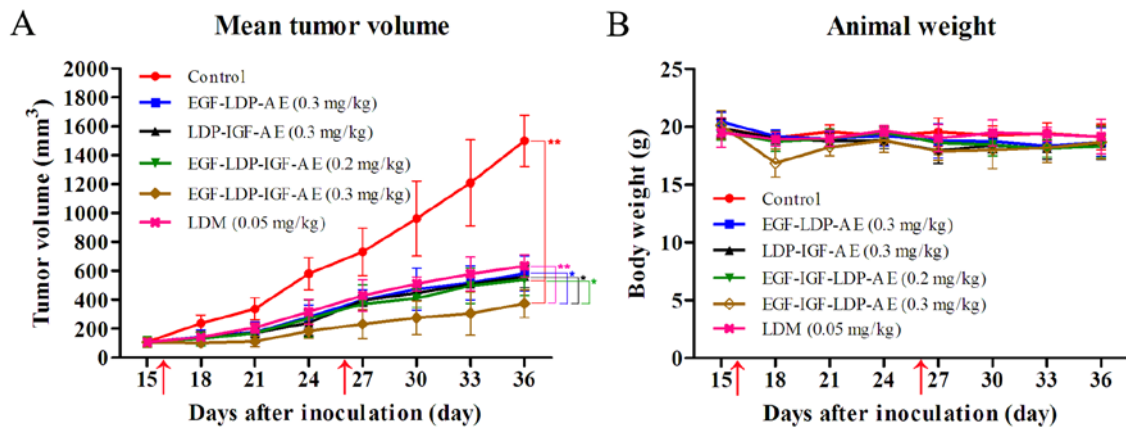 A
Mean tumor volume
Tumor volume (mm³)
2000
1800
1600
1400
1200
1000
800
600
400
200
0
Control
EGF-LDP-AE (0.3 mg/kg)
LDP-IGF-AE (0.3 mg/kg)
EGF-LDP-IGF-AE (0.2 mg/kg)
EGF-LDP-IGF-AE (0.3 mg/kg)
LDM (0.05 mg/kg)
**
**
*
*
*
15 18 21 24 27 30 33 36
Days after inoculation (day)
B
Animal weight
Body weight (g)
25
20
15
10
5
0
Control
EGF-LDP-AE (0.3 mg/kg)
LDP-IGF-AE (0.3 mg/kg)
EGF-IGF-LDP-AE (0.2 mg/kg)
EGF-IGF-LDP-AE (0.3 mg/kg)
LDM (0.05 mg/kg)
15 18 21 24 27 30 33 36
Days after inoculation (day)